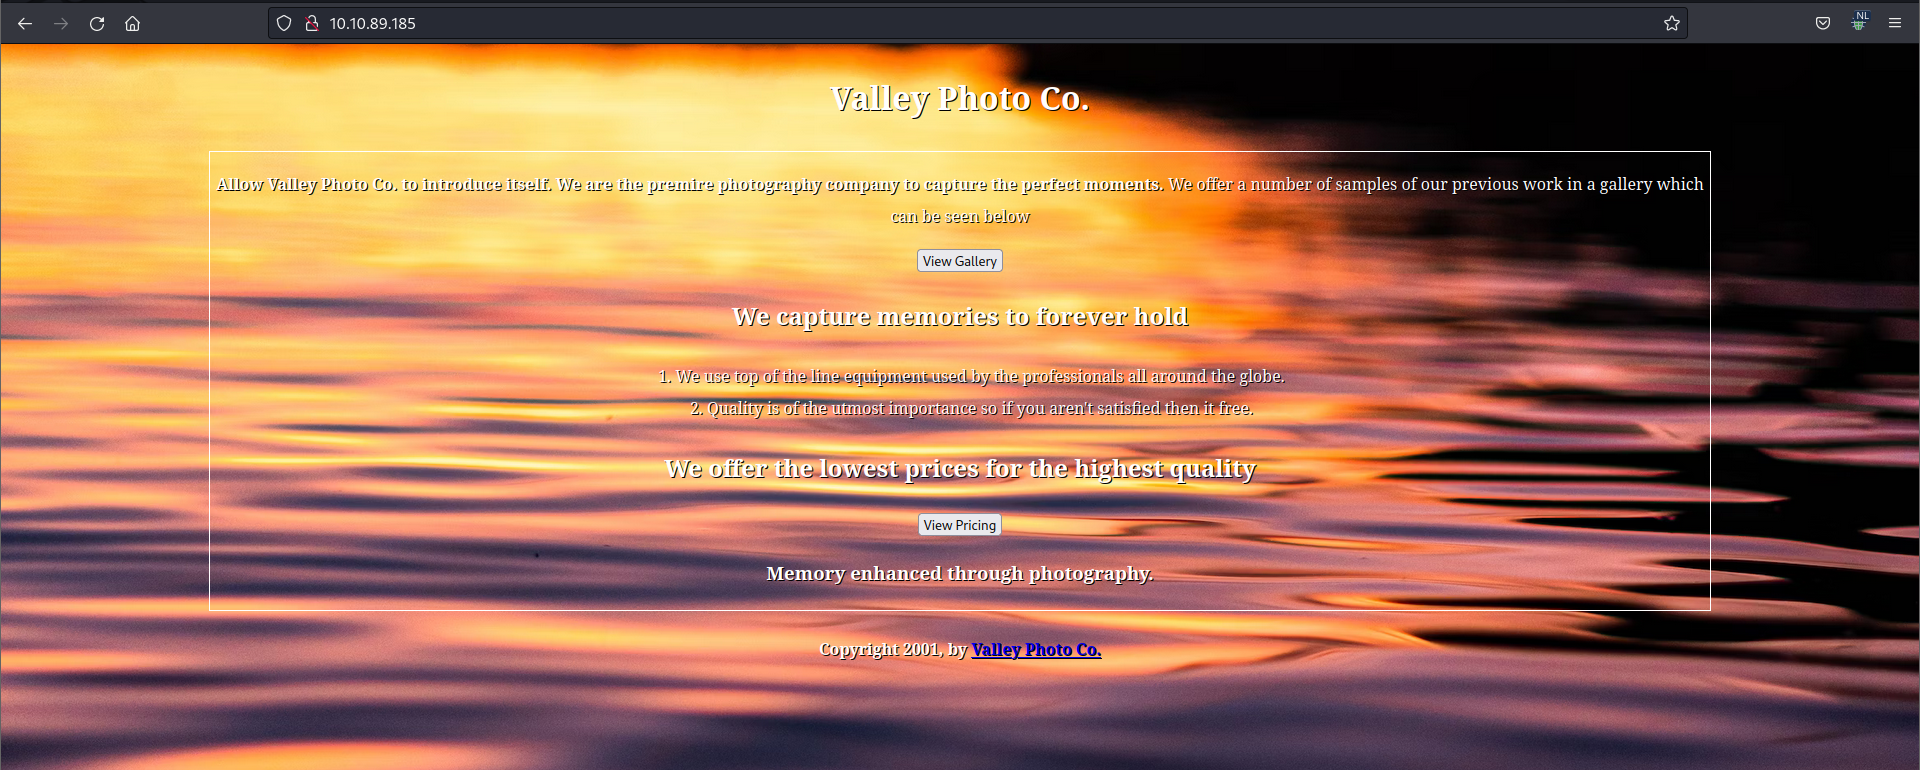 10.10.89.185
NL
Valley Photo Co.
Allow Valley Photo Co. to introduce itself. We are the premire photography company to capture the perfect moments. We offer a number of samples of our previous work in a gallery which
can be seen below
View Gallery
We capture memories to forever hold
1. We use top of the line equipment used by the professionals all around the globe.
2. Quality is of the utmost importance so if you aren't satisfied then it free.
We offer the lowest prices for the highest quality
View Pricing
Memory enhanced through photography.
Copyright 2001, by Valley Photo Co.